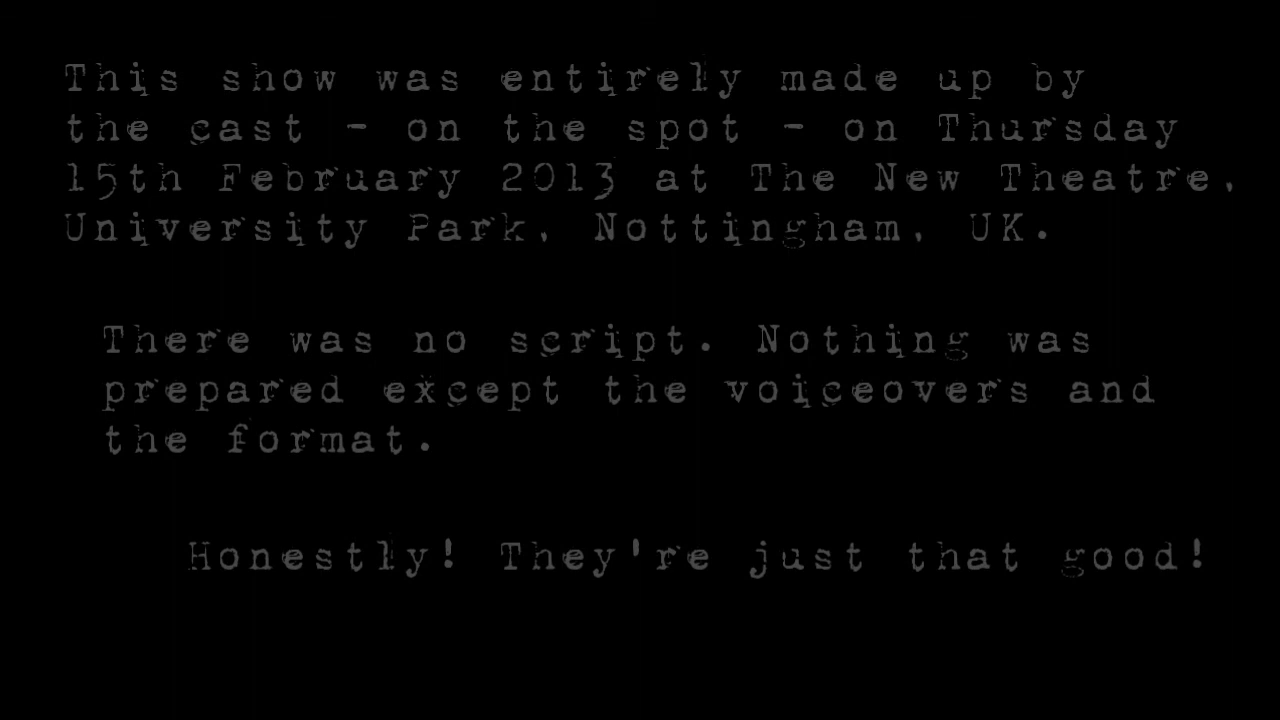 This show was entirely made up by
the cast - on the spot - on Thursday
15th February 2013 at The New Theatre,
University Park, Nottingham, UK.
There was no script. Nothing was
prepared except the voiceovers and
the format.
Honestly! They're just that good!